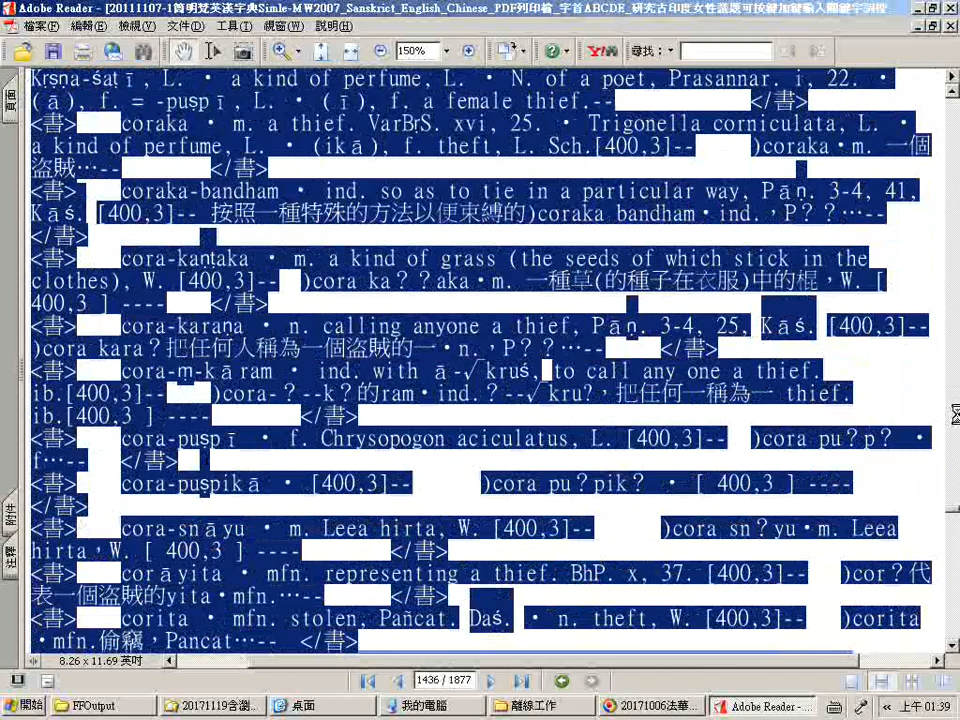 Adobe Reader - [20111107-1簡明梵英漢字典Simle-MW2007_Sanskrict_English_Chinese_PDF列印檔_字首ABCDE_研究古印度女性議題可按加鍵輸入關鍵字詞搜
檔案(F) 編輯(E) 檢視(V) 文件(D) 工具(T) 視窗(W) 說明(H)
150% 尋找：
頁面
Kṛṣṇa-śaṭī, L. • a kind of perfume, L. • N. of a poet, Prasannar. i, 22. •
(ā), f. = -puṣpī, L. • (ī), f. a female thief.-- </書>
<書> coraka • m. a thief. VarBṛS. xvi, 25. • Trigonella corniculata, L. •
a kind of perfume, L. • (ikā), f. theft, L. Sch.[400,3]-- )coraka•m. 一個
盜賊…-- </書>
<書> coraka-bandham • ind. so as to tie in a particular way, Pāṇ. 3-4, 41,
Kāś. [400,3]-- 按照一種特殊的方法以便束縛的)coraka bandham•ind.，P？？…--
</書>
<書> cora-kaṇṭaka • m. a kind of grass (the seeds of which stick in the
clothes), W. [400,3]-- )cora ka？？aka•m. 一種草(的種子在衣服)中的棍，W. [
400,3 ] ---- </書>
<書> cora-karaṇa • n. calling anyone a thief, Pāṇ. 3-4, 25, Kāś. [400,3]--
)cora kara？把任何人稱為一個盜賊的一•n.，P？？…-- </書>
<書> cora-ṃ-kāram • ind. with ā-√kruś, to call any one a thief.
ib.[400,3]-- )cora-？--k？的ram•ind.？--√kru?，把任何一稱為一 thief.
ib.[400,3 ] ---- </書>
<書> cora-puṣpī • f. Chrysopogon aciculatus, L. [400,3]-- )cora pu？p？ •
f…-- </書>
<書> cora-puṣpikā • [400,3]-- )cora pu？pik？ • [ 400,3 ] ----
</書>
<書> cora-snāyu • m. Leea hirta, W. [400,3]-- )cora sn？yu•m. Leea
hirta，W. [ 400,3 ] ---- </書>
<書> corāyita • mfn. representing a thief. BhP. x, 37. [400,3]-- )cor？代
表一個盜賊的yita•mfn.…-- </書>
<書> corita • mfn. stolen, Pañcat. Daś. • n. theft, W. [400,3]-- )corita
•mfn.偷竊，Pancat…-- </書>
附件
註釋
8.26 x 11.69 英吋
1436 / 1877
開始 FFOutput 20171119含瀏... 桌面 我的電腦 離線工作 20171006法華... Adobe Reader - ... 上午 01:39